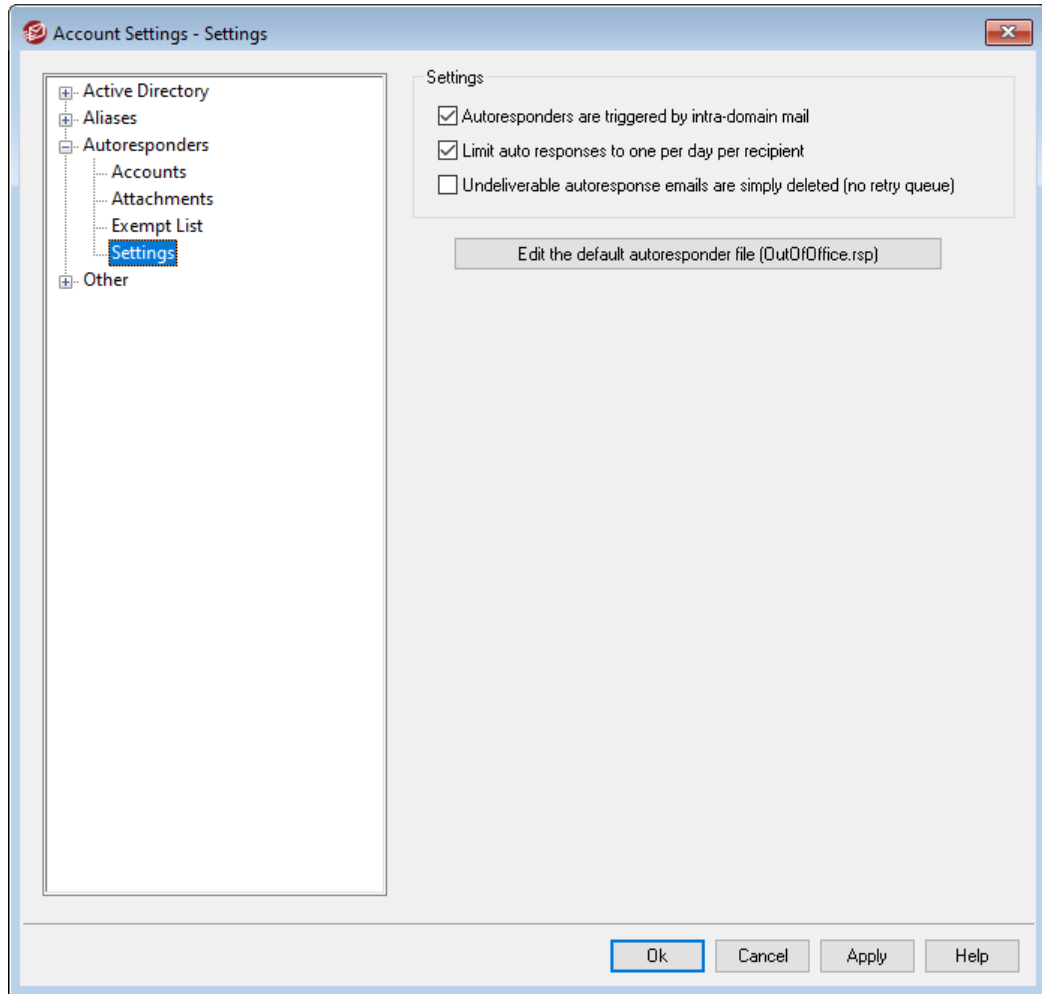 Account Settings - Settings
Active Directory
Aliases
Autoresponders
Accounts
Attachments
Exempt List
Settings
Other
Settings
Autoresponders are triggered by intra-domain mail
Limit auto responses to one per day per recipient
Undeliverable autoresponse emails are simply deleted (no retry queue)
Edit the default autoresponder file (OutOfOffice.rsp)
Ok
Cancel
Apply
Help